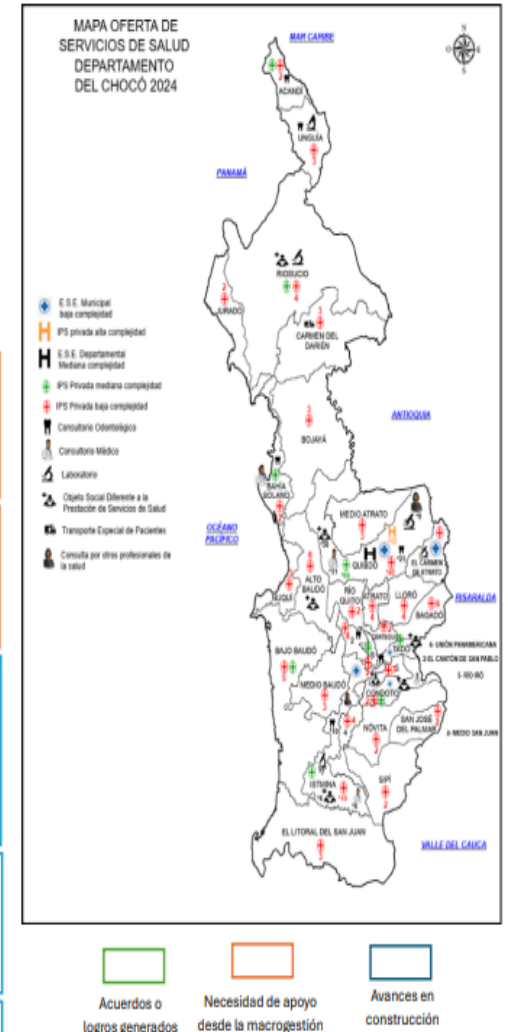 MAPA OFERTA DE
SERVICIOS DE SALUD
DEPARTAMENTO
DEL CHOCÓ 2024
MAR CARIBE
ACANDÍ
UNGUÍA
3
PANAMÁ
RIOSUCIO
4
2
JURADÓ
3
CARMEN DEL
DARIÉN
E.S.E. Municipal
baja complejidad
IPS privada alta complejidad
E.S.E. Departamental
Mediana complejidad
IPS Privada mediana complejidad
IPS Privada baja complejidad
Consultorio Odontológico
Consultorio Médico
Laboratorio
Objeto Social Diferente a la
Prestación de Servicios de Salud
Transporte Especial de Pacientes
Consulta por otros profesionales de
la salud
3
BOJAYÁ
ANTIOQUIA
BAHÍA
SOLANO
OCÉANO
PACÍFICO
MEDIO ATRATO
QUIBDÓ
EL CARMEN
DE ATRATO
ALTO
BAUDÓ
NUQUÍ
RÍO
QUITO
ATRATO
LLORÓ
BAGADÓ
RISARALDA
TADÓ
6- UNIÓN PANAMERICANA
2-EL CANTÓN DE SAN PABLO
5- RÍO IRÓ
BAJO BAUDÓ
MEDIO BAUDÓ
CONDOTO
NÓVITA
SAN JOSÉ
DEL PALMAR
4- MEDIO SAN JUAN
ISTMINA
SIPÍ
2
EL LITORAL DEL SAN JUAN
VALLE DEL CAUCA
Acuerdos o
logros generados
Necesidad de apoyo
desde la macrogestión
Avances en
construcción